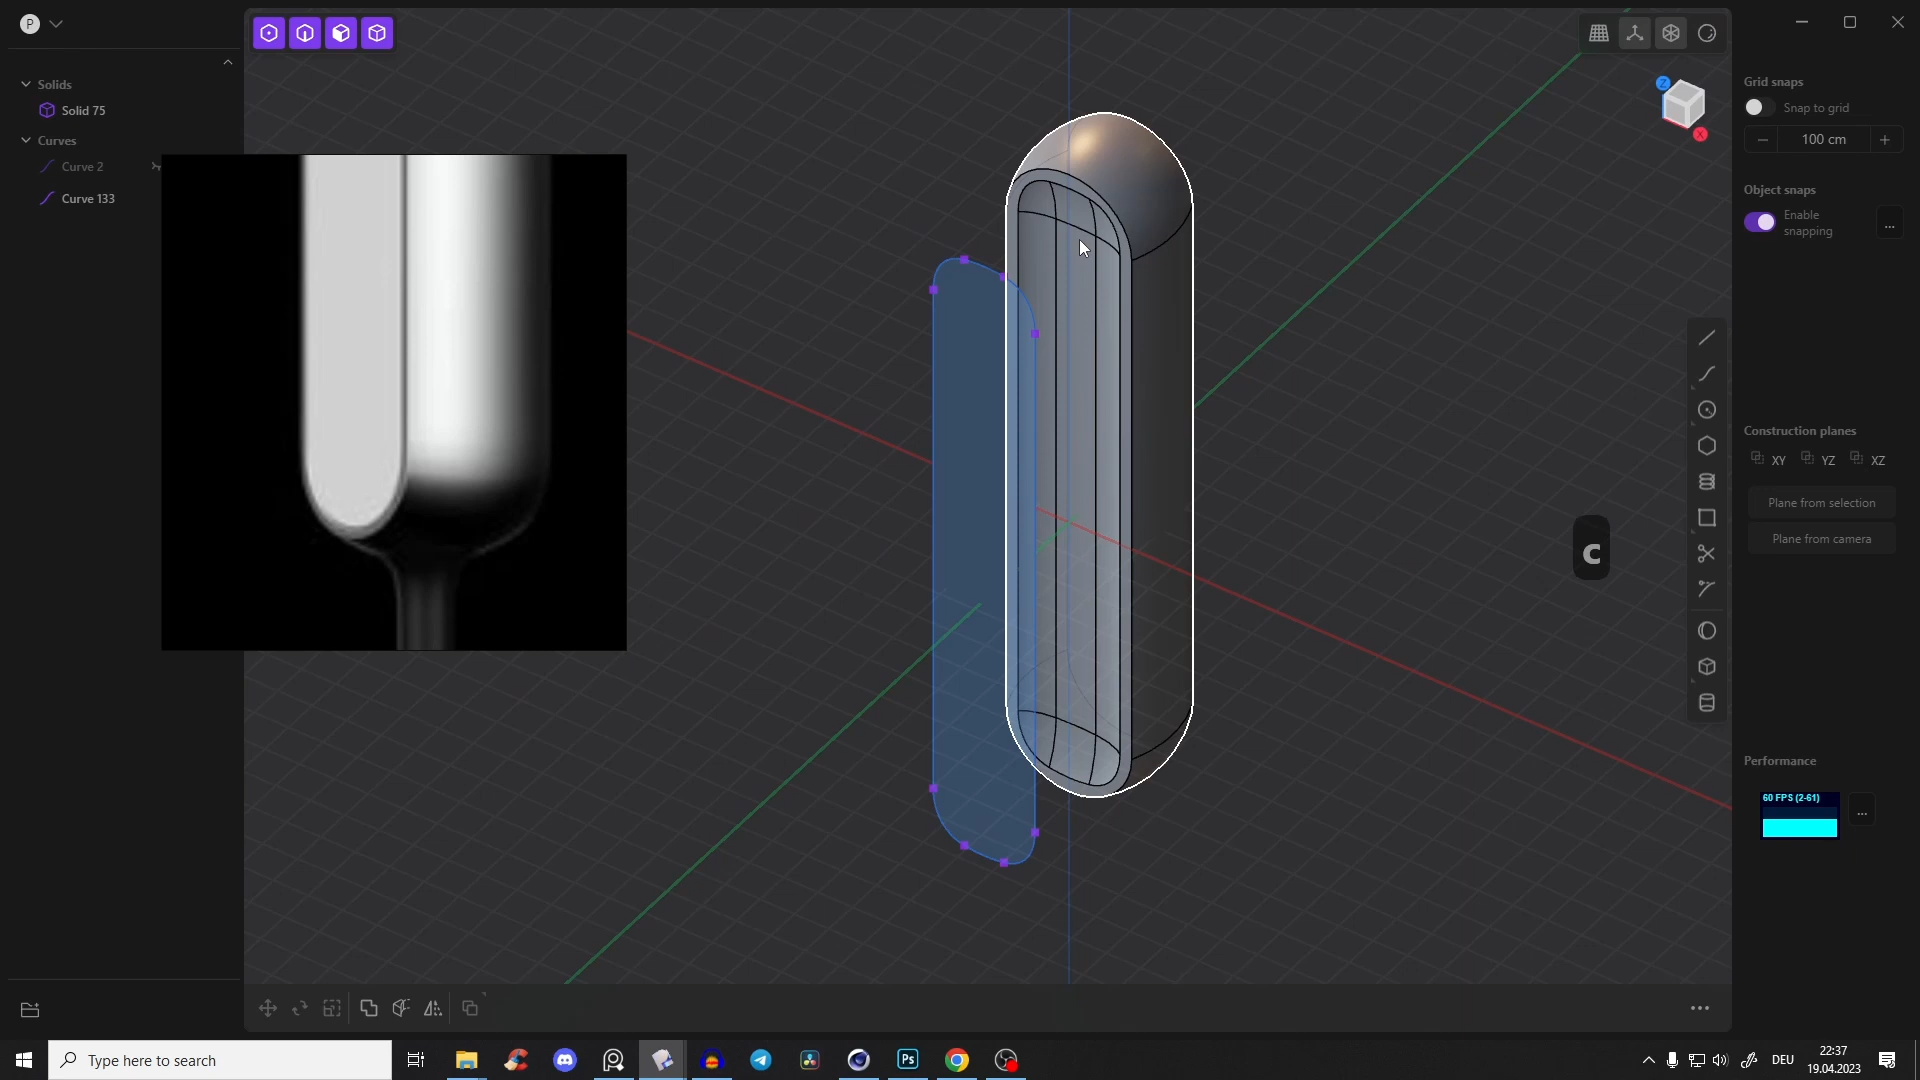 P
Solids
Solid 75
Curves
Curve 2
Curve 133
Z
X
Grid snaps
Snap to grid
100 cm
Object snaps
Enable
snapping
...
Construction planes
XY
YZ
XZ
Plane from selection
Plane from camera
c
Performance
60 FPS (2-61)
...
Type here to search
Ps
DEU
22:37
19.04.2023